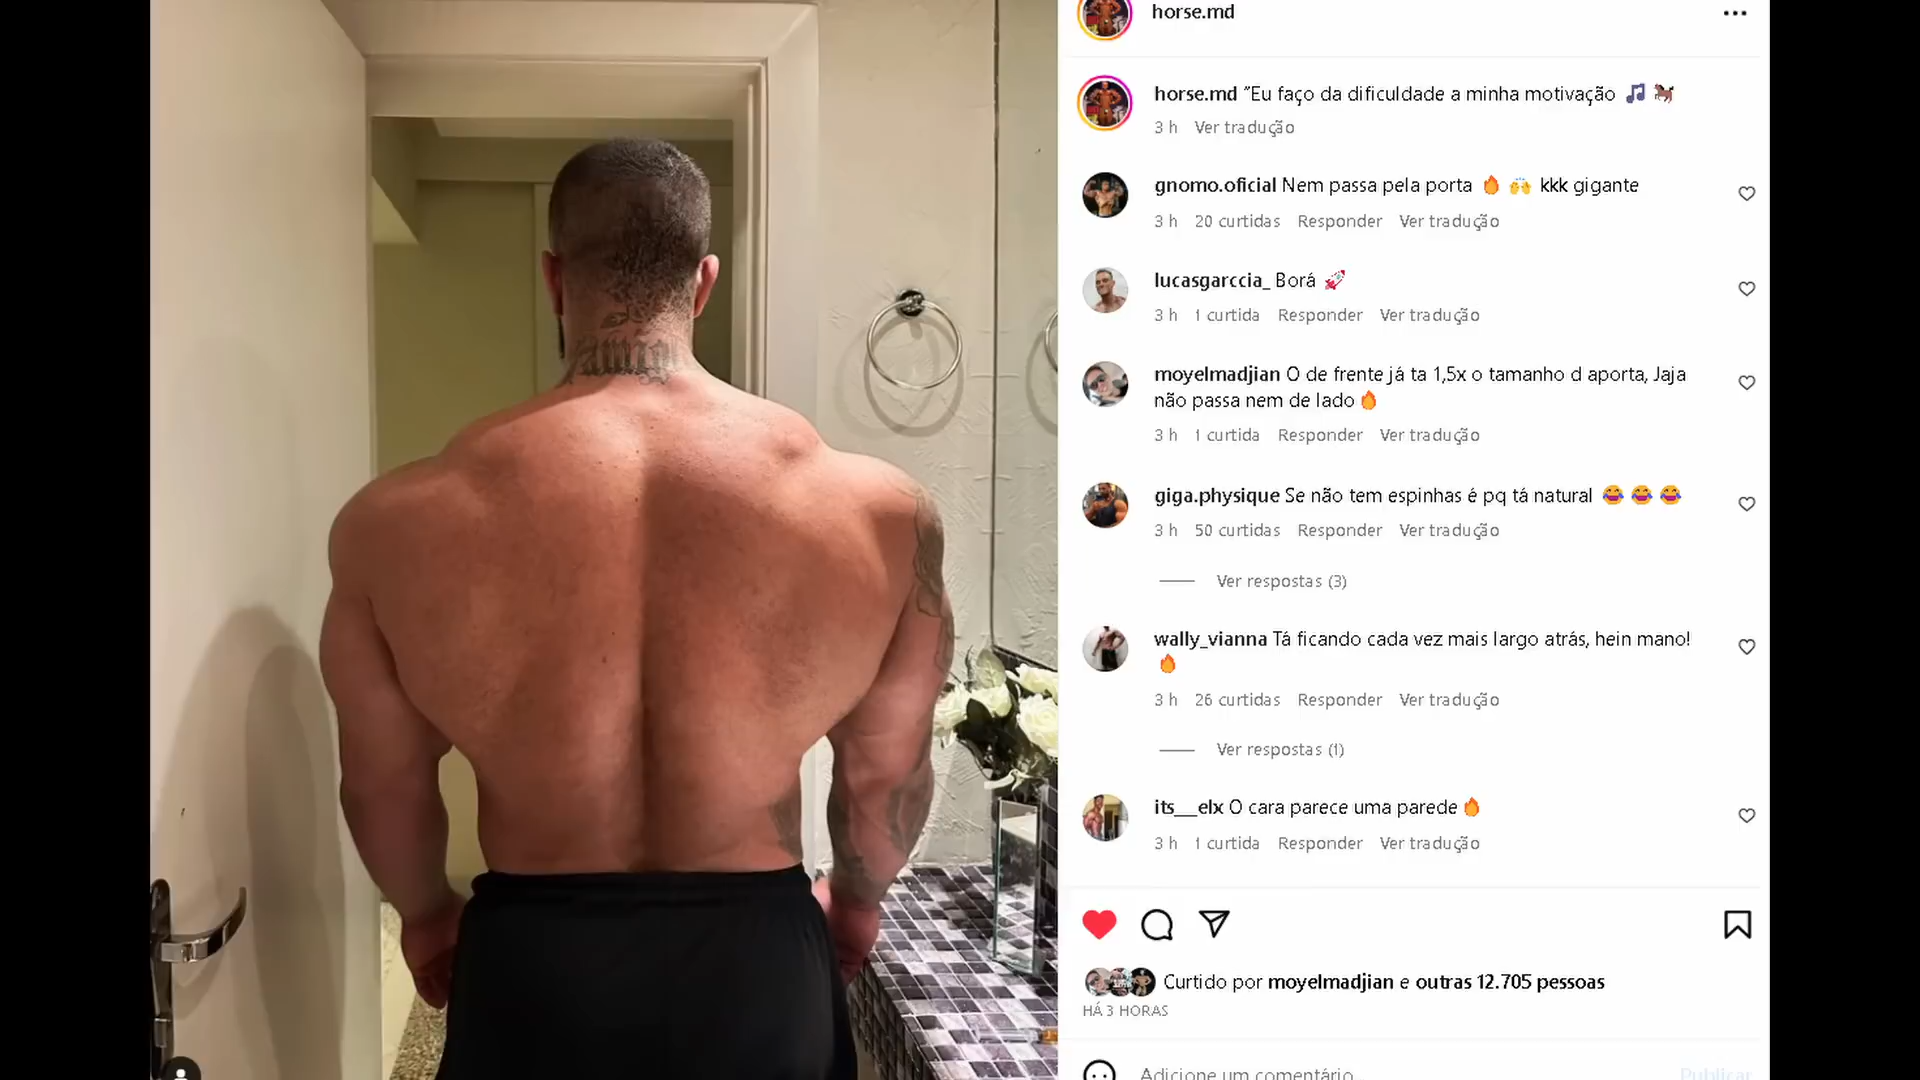 horse.md
horse.md "Eu faço da dificuldade a minha motivação 🎵 🐎
3 h Ver tradução
gnomo.oficial Nem passa pela porta 🔥 🙌 kkk gigante
3 h 20 curtidas Responder Ver tradução
lucasgarccia_ Borá 🚀
3 h 1 curtida Responder Ver tradução
moyelmadjian O de frente já ta 1,5x o tamanho d aporta, Jaja
não passa nem de lado 🔥
3 h 1 curtida Responder Ver tradução
giga.physique Se não tem espinhas é pq tá natural 😂 😂 😂
3 h 50 curtidas Responder Ver tradução
Ver respostas (3)
wally_vianna Tá ficando cada vez mais largo atrás, hein mano!
🔥
3 h 26 curtidas Responder Ver tradução
Ver respostas (1)
its__elx O cara parece uma parede 🔥
3 h 1 curtida Responder Ver tradução
Curtido por moyelmadjian e outras 12.705 pessoas
HÁ 3 HORAS
Adicione um comentário...
Publicar